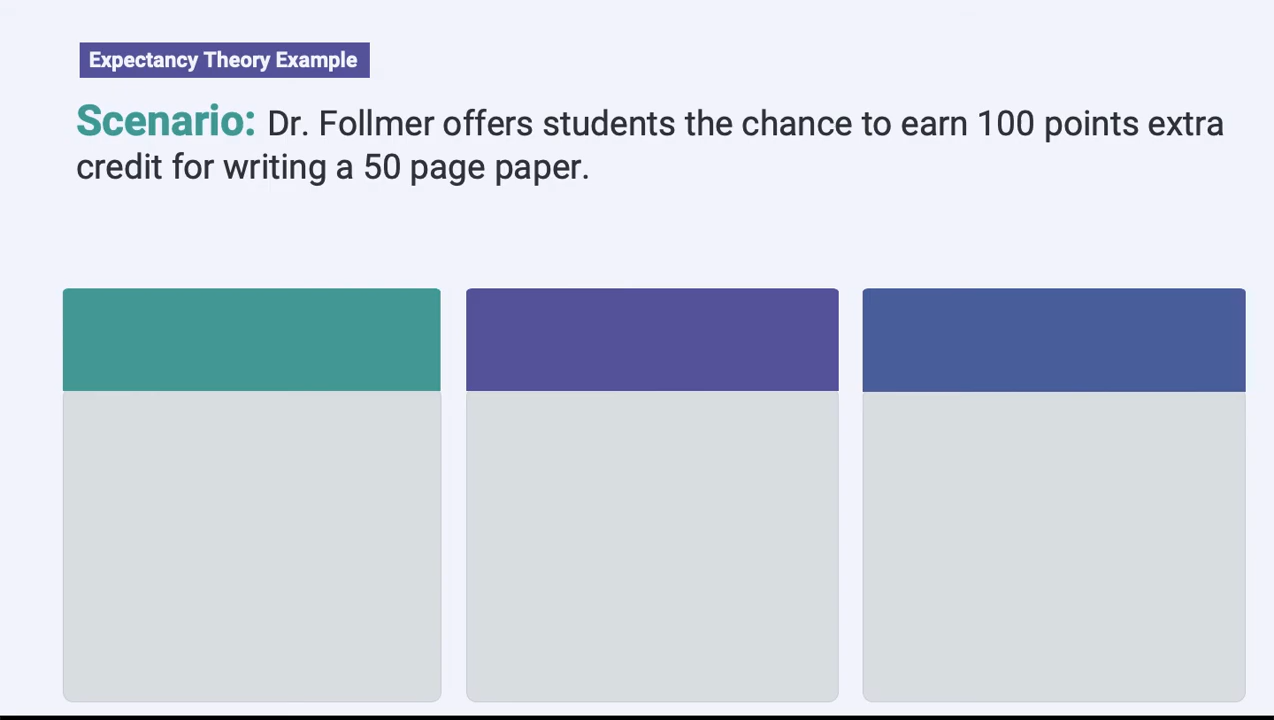 Expectancy Theory Example
Scenario: Dr. Follmer offers students the chance to earn 100 points extra
credit for writing a 50 page paper.